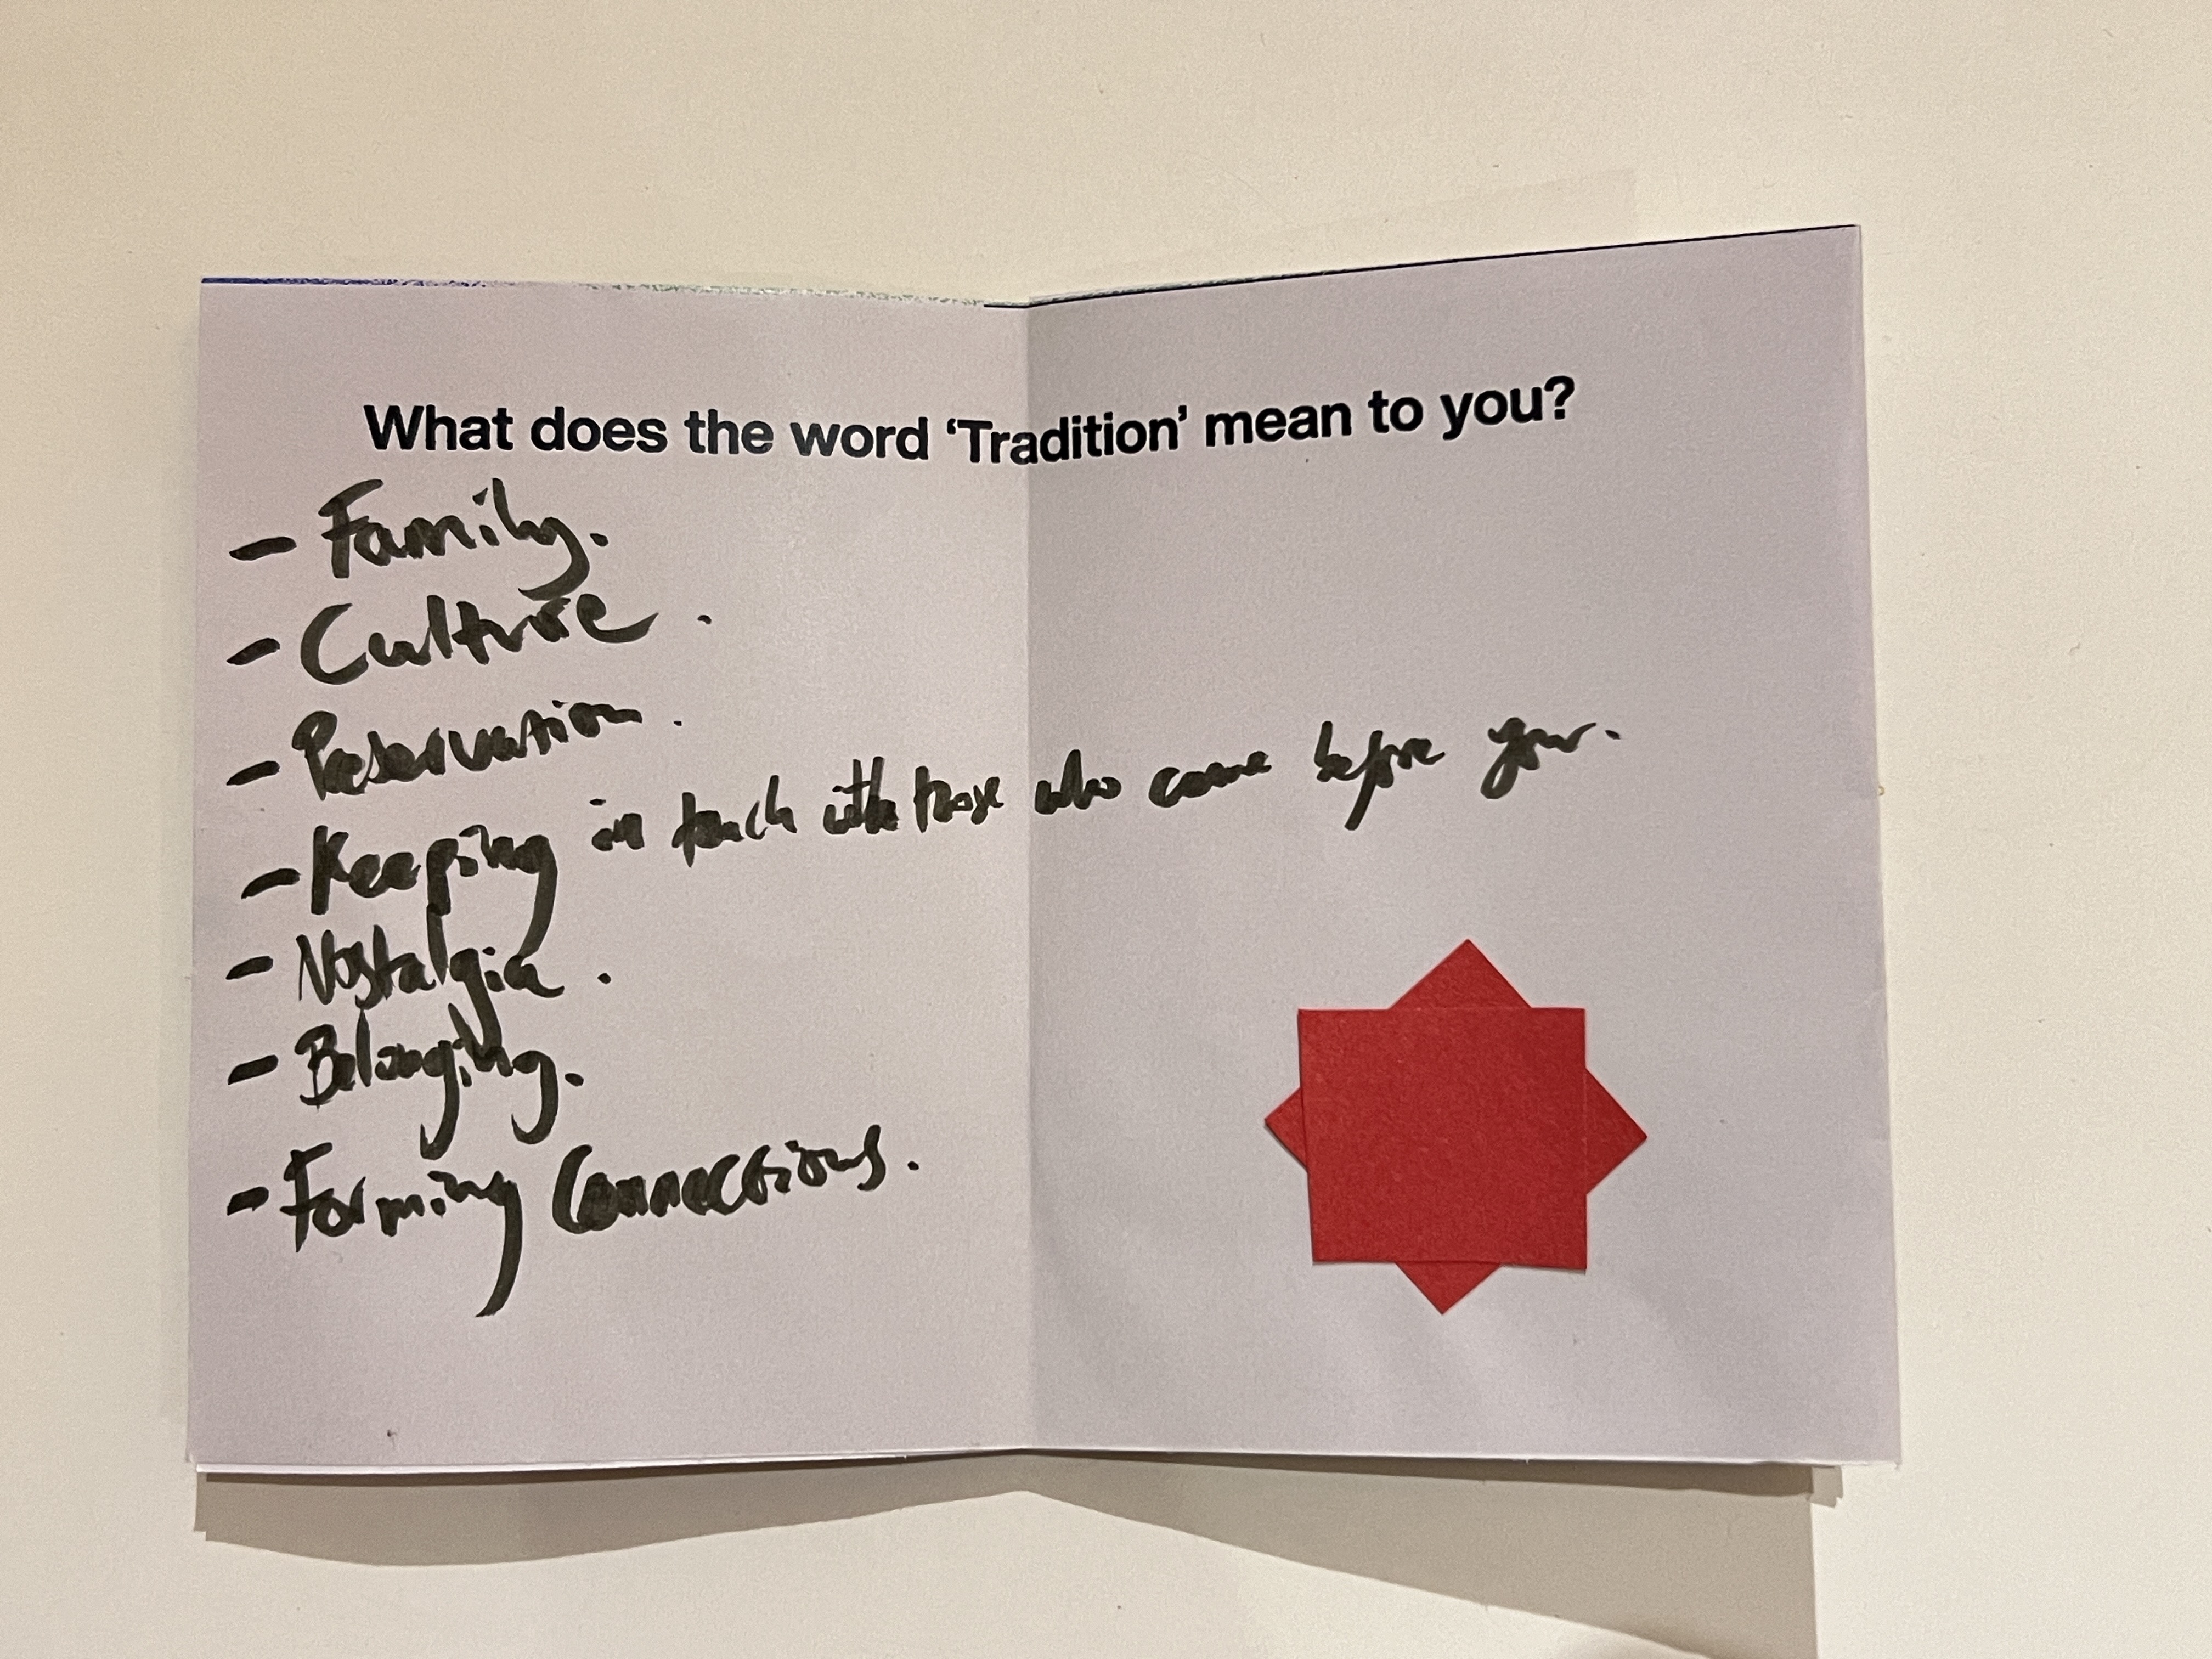 What does the word ‘Tradition’ mean to you?
- Family.
- Culture.
- Preservation.
- Keeping in touch with those who came before you.
- Nostalgia.
- Belonging.
- Forming Connections.